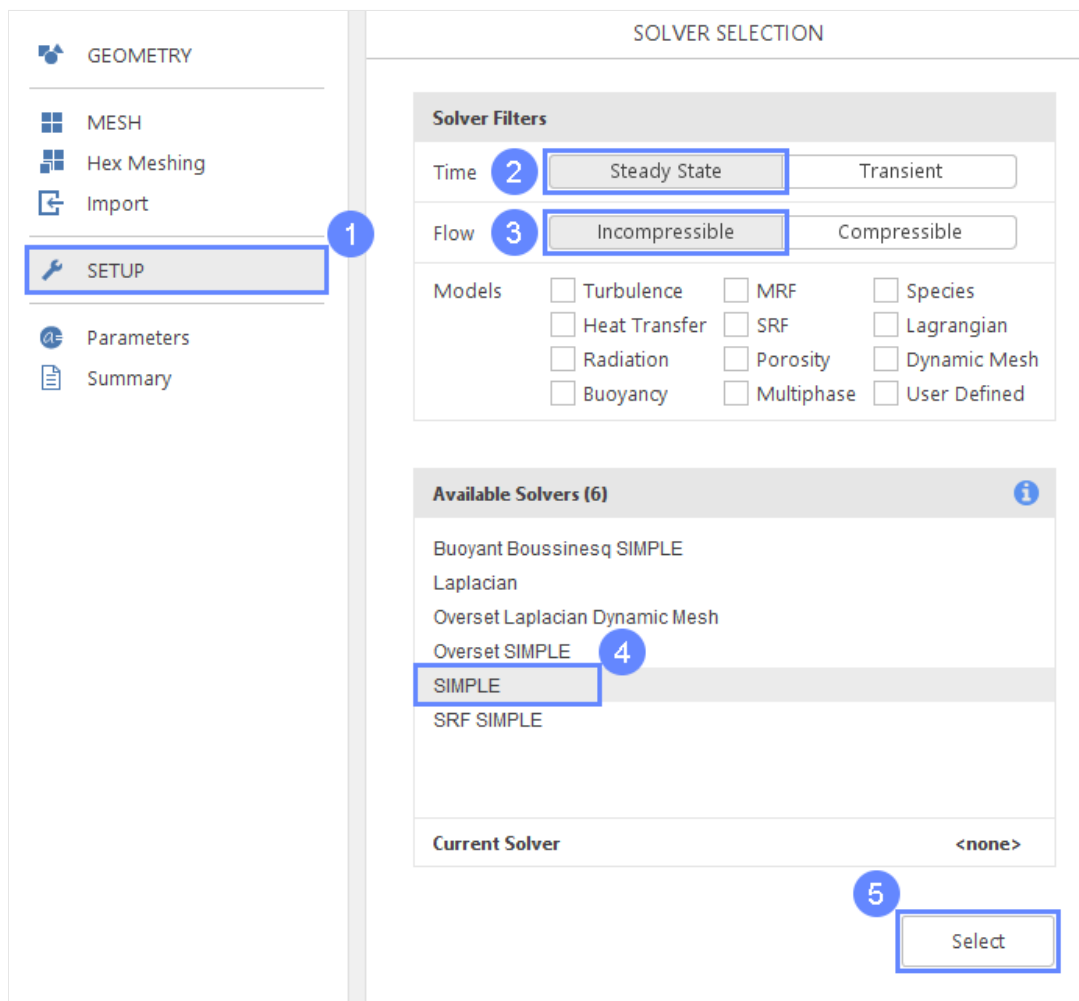 SOLVER SELECTION
GEOMETRY
MESH
Hex Meshing
Import
1
SETUP
Parameters
Summary
Solver Filters
Time 2 Steady State Transient
Flow 3 Incompressible Compressible
Models Turbulence MRF Species
Heat Transfer SRF Lagrangian
Radiation Porosity Dynamic Mesh
Buoyancy Multiphase User Defined
Available Solvers (6) i
Buoyant Boussinesq SIMPLE
Laplacian
Overset Laplacian Dynamic Mesh
Overset SIMPLE 4
SIMPLE
SRF SIMPLE
Current Solver <none>
5
Select